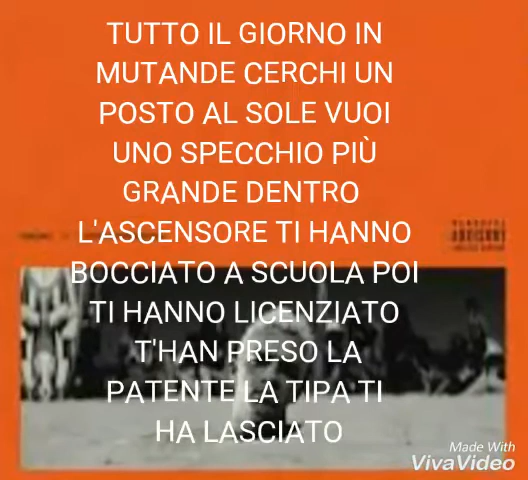 TUTTO IL GIORNO IN
MUTANDE CERCHI UN
POSTO AL SOLE VUOI
UNO SPECCHIO PIÙ
GRANDE DENTRO
L'ASCENSORE TI HANNO
BOCCIATO A SCUOLA POI
TI HANNO LICENZIATO
T'HAN PRESO LA
PATENTE LA TIPA TI
HA LASCIATO
Made With
VivaVideo